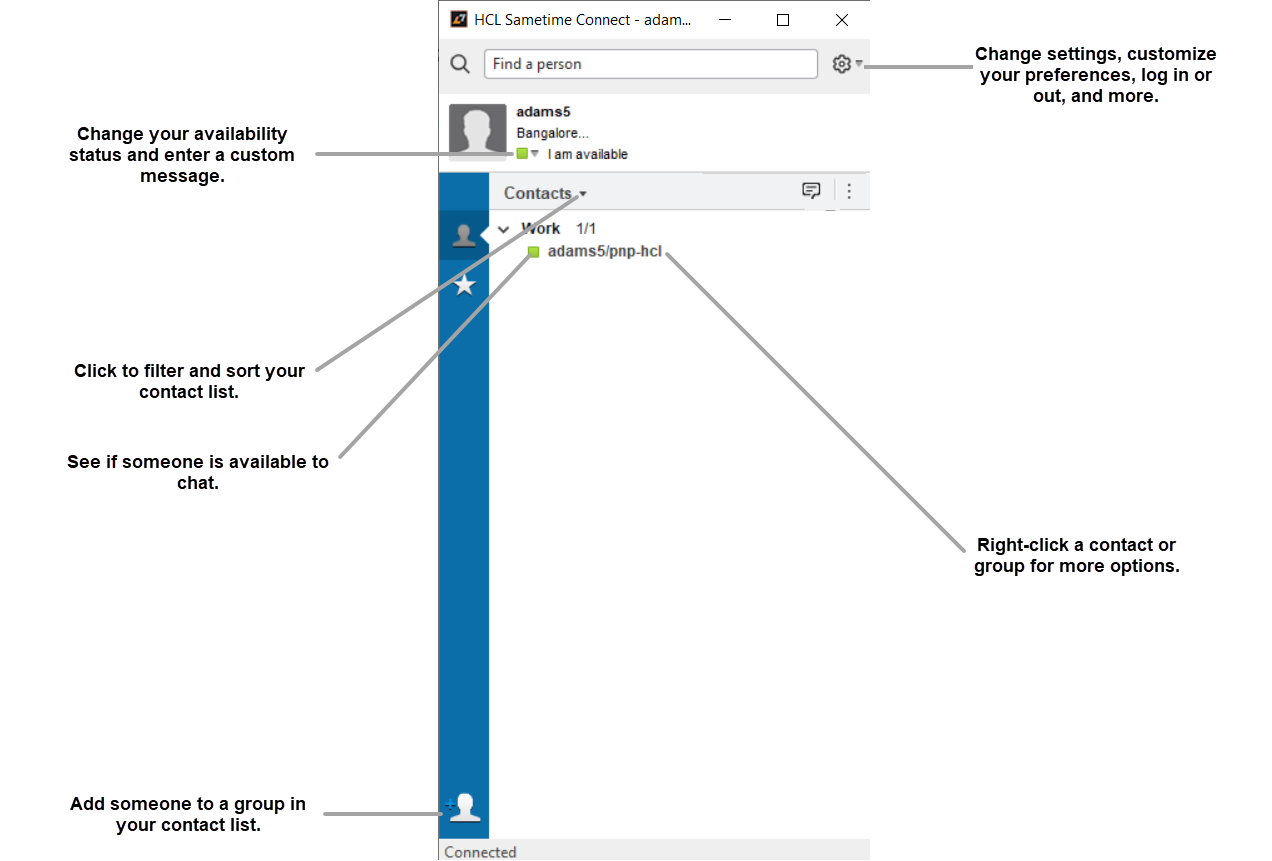 HCL Sametime Connect - adam...
Find a person
Change settings, customize
your preferences, log in or
out, and more.
adams5
Bangalore...
I am available
Change your availability
status and enter a custom
message.
Contacts
Work 1/1
adams5/pnp-hcl
Click to filter and sort your
contact list.
See if someone is available to
chat.
Right-click a contact or
group for more options.
Add someone to a group in
your contact list.
Connected